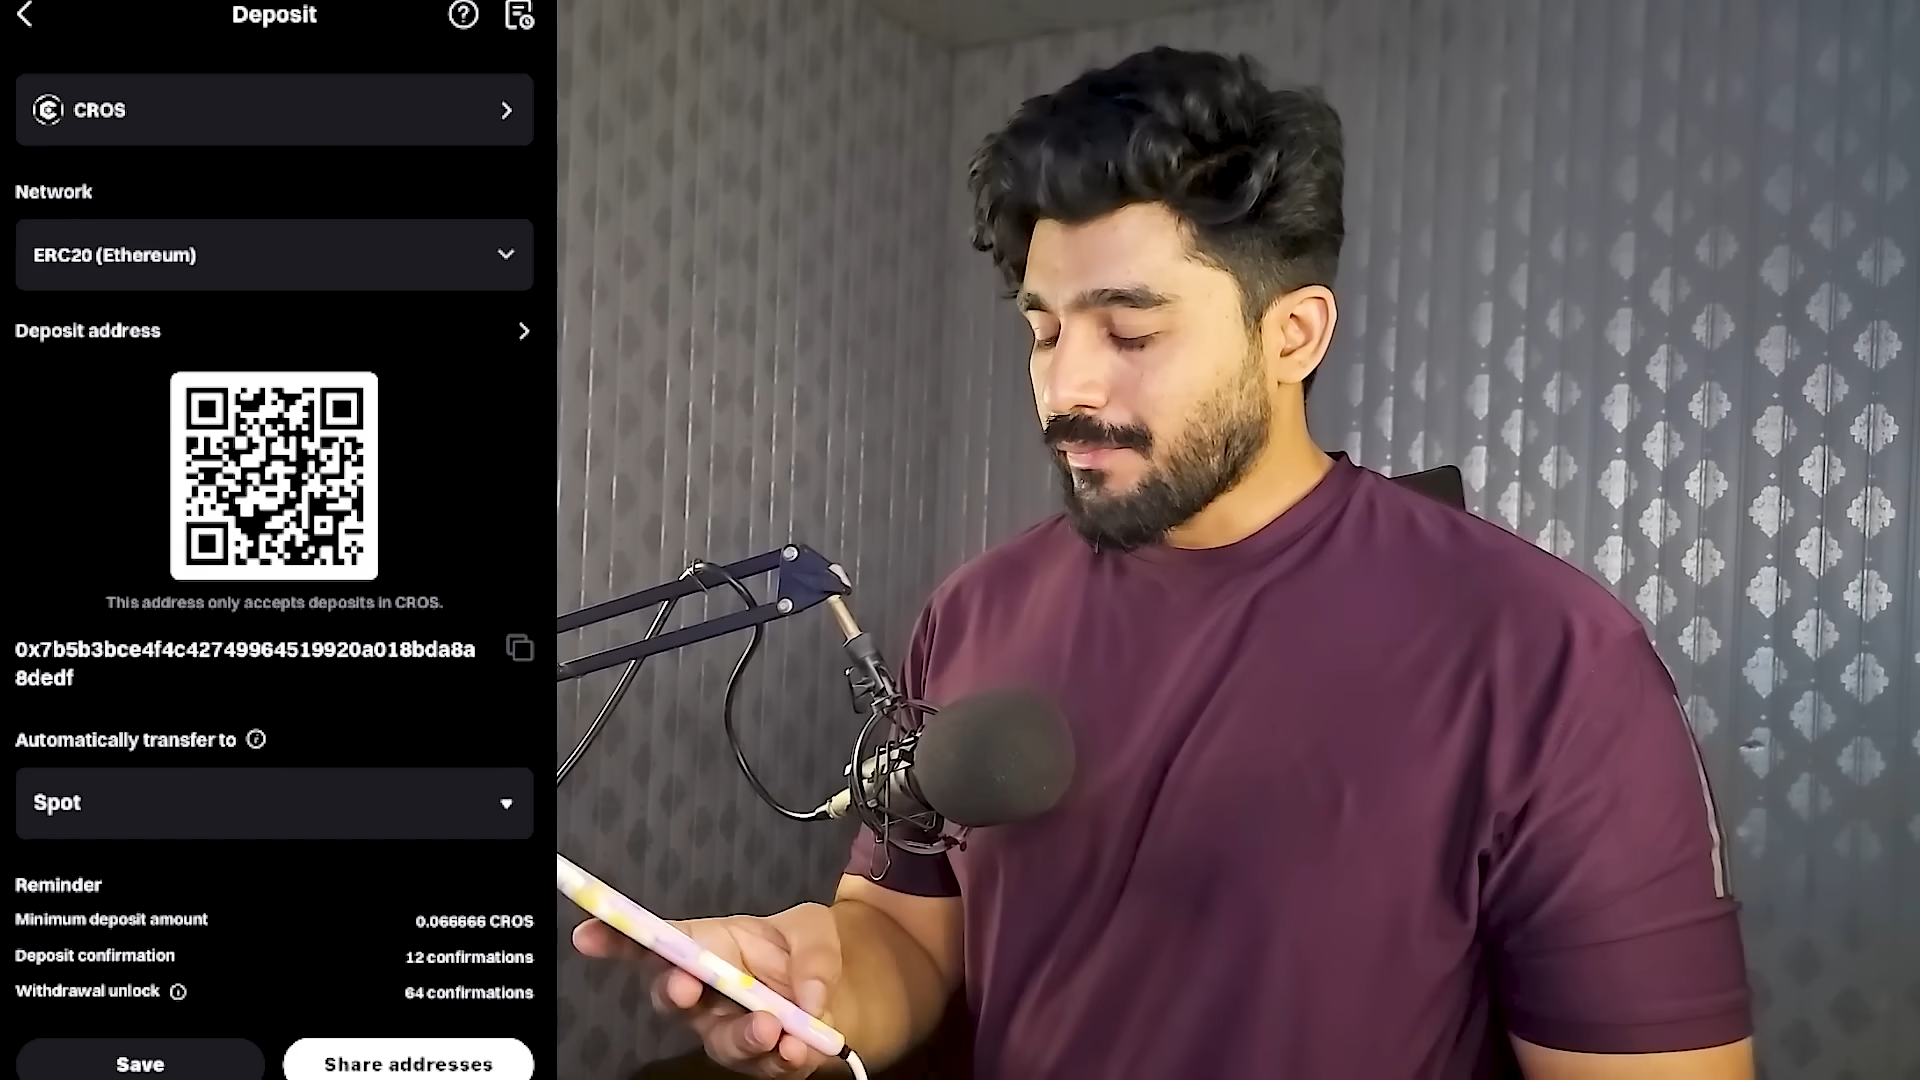 Deposit
CROS
Network
ERC20 (Ethereum)
Deposit address
This address only accepts deposits in CROS.
0x7b5b3bce4f4c42749964519920a018bda8a
8dedf
Automatically transfer to
Spot
Reminder
Minimum deposit amount 0.066666 CROS
Deposit confirmation 12 confirmations
Withdrawal unlock 64 confirmations
Save Share addresses